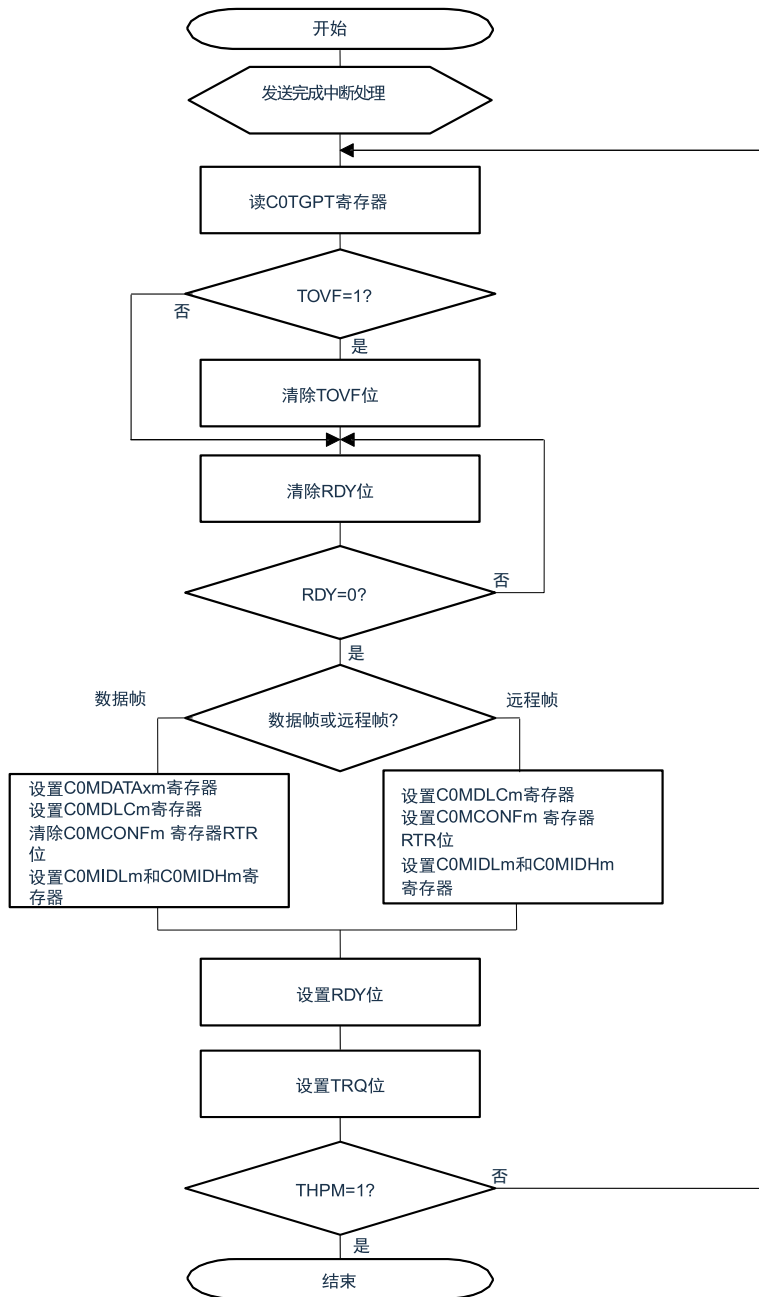 开始
发送完成中断处理
读C0TGPT寄存器
TOVF=1?
否
是
清除TOVF位
清除RDY位
RDY=0?
否
是
数据帧
数据帧或远程帧?
远程帧
设置C0MDATAxm寄存器
设置C0MDLCm寄存器
清除C0MCONFm 寄存器RTR
位
设置C0MIDLm和C0MIDHm寄
存器
设置C0MDLCm寄存器
设置C0MCONFm 寄存器
RTR位
设置C0MIDLm和C0MIDHm
寄存器
设置RDY位
设置TRQ位
THPM=1?
否
是
结束